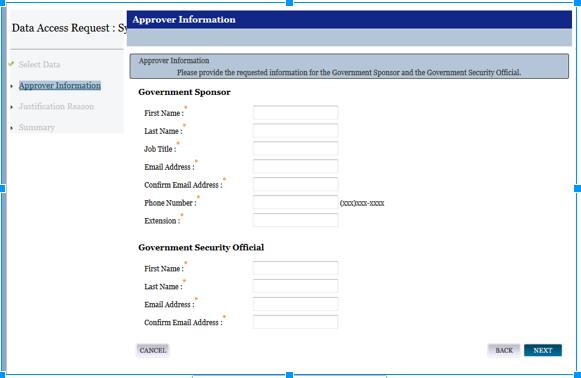 Data Access Request : Sy
Select Data
Approver Information
Justification Reason
Summary
Approver Information
Approver Information
Please provide the requested information for the Government Sponsor and the Government Security Official.
Government Sponsor
First Name : *
Last Name : *
Job Title : *
Email Address : *
Confirm Email Address : *
Phone Number : * (xxx)xxx-xxxx
Extension : *
Government Security Official
First Name : *
Last Name : *
Email Address : *
Confirm Email Address : *
CANCEL BACK NEXT